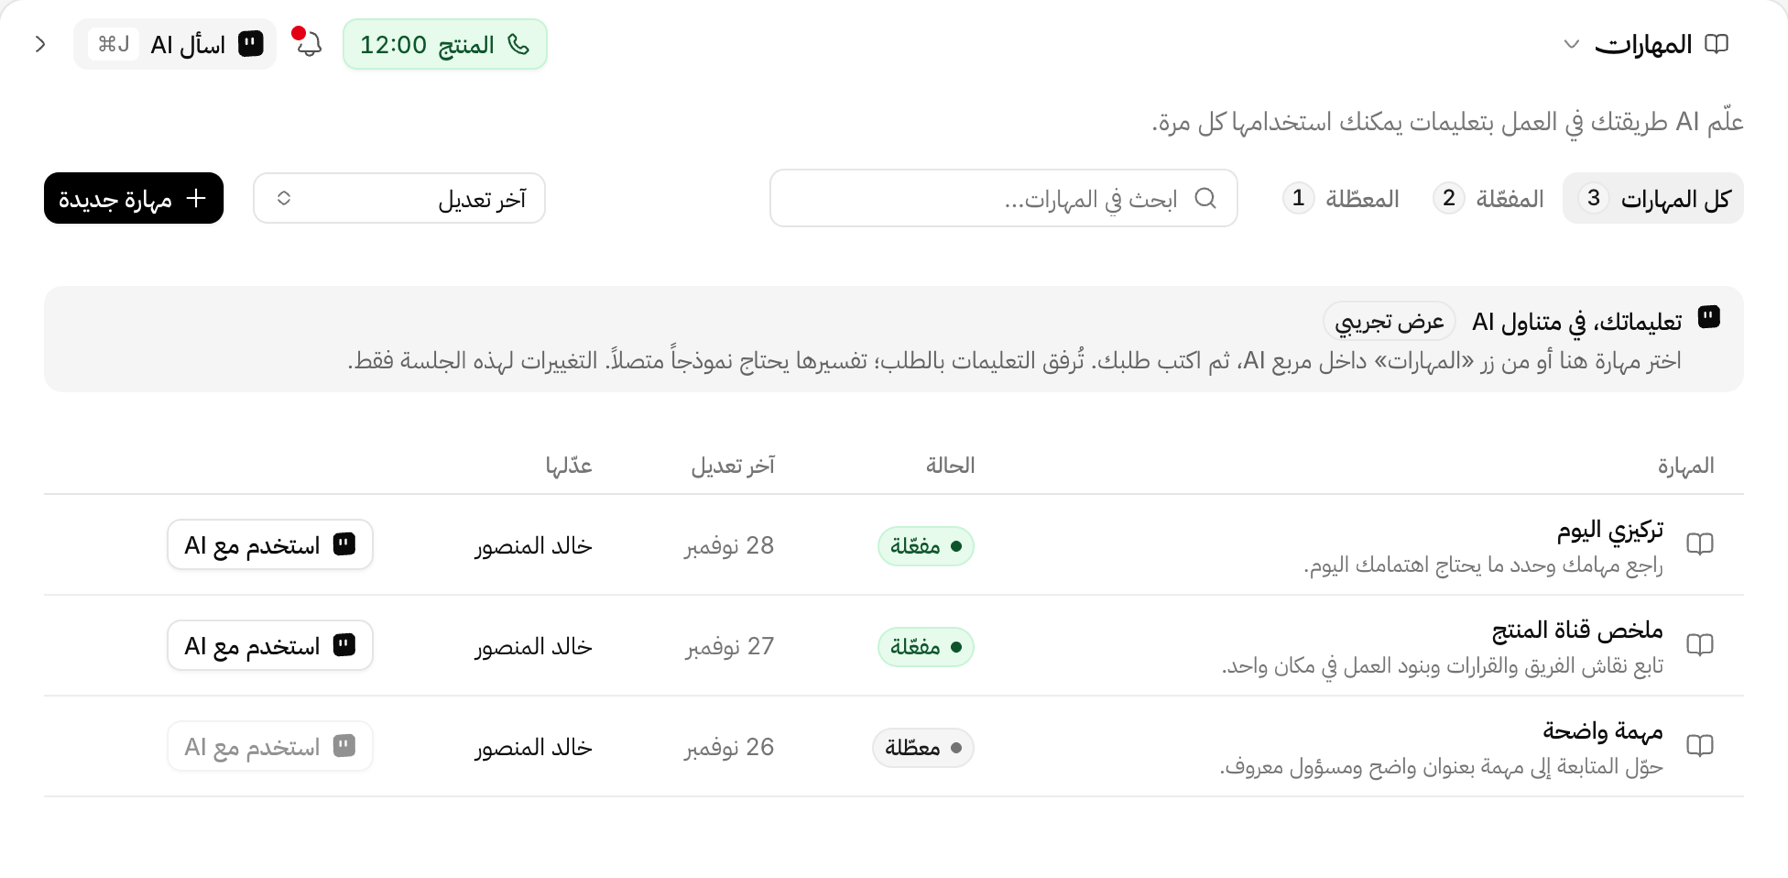 المهارات
المنتج 12:00
اسأل AI ⌘J
علّم AI طريقتك في العمل بتعليمات يمكنك استخدامها كل مرة.
كل المهارات 3
المفعّلة 2
المعطّلة 1
ابحث في المهارات...
آخر تعديل
مهارة جديدة
تعليماتك، في متناول AI عرض تجريبي
اختر مهارة هنا أو من زر «المهارات» داخل مربع AI، ثم اكتب طلبك. تُرفق التعليمات بالطلب؛ تفسيرها يحتاج نموذجاً متصلاً. التغييرات لهذه الجلسة فقط.
المهارة الحالة آخر تعديل عدّلها
تركيزي اليوم
راجع مهامك وحدد ما يحتاج اهتمامك اليوم.
مفعّلة 28 نوفمبر خالد المنصور استخدم مع AI
ملخص قناة المنتج
تابع نقاش الفريق والقرارات وبنود العمل في مكان واحد.
مفعّلة 27 نوفمبر خالد المنصور استخدم مع AI
مهمة واضحة
حوّل المتابعة إلى مهمة بعنوان واضح ومسؤول معروف.
معطّلة 26 نوفمبر خالد المنصور استخدم مع AI